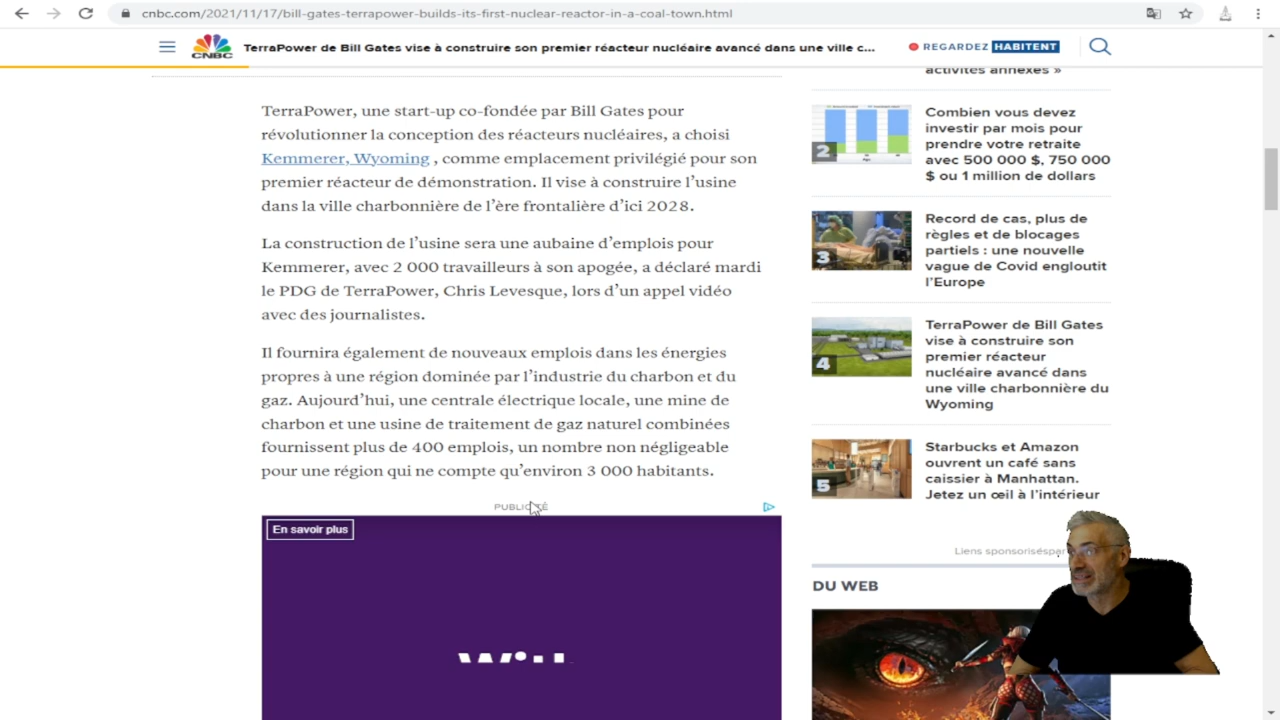 cnbc.com/2021/11/17/bill-gates-terrapower-builds-its-first-nuclear-reactor-in-a-coal-town.html
CNBC
TerraPower de Bill Gates vise à construire son premier réacteur nucléaire avancé dans une ville c...
REGARDEZ HABITENT
TerraPower, une start-up co-fondée par Bill Gates pour
révolutionner la conception des réacteurs nucléaires, a choisi
Kemmerer, Wyoming , comme emplacement privilégié pour son
premier réacteur de démonstration. Il vise à construire l'usine
dans la ville charbonnière de l'ère frontalière d'ici 2028.
La construction de l'usine sera une aubaine d'emplois pour
Kemmerer, avec 2 000 travailleurs à son apogée, a déclaré mardi
le PDG de TerraPower, Chris Levesque, lors d'un appel vidéo
avec des journalistes.
Il fournira également de nouveaux emplois dans les énergies
propres à une région dominée par l'industrie du charbon et du
gaz. Aujourd'hui, une centrale électrique locale, une mine de
charbon et une usine de traitement de gaz naturel combinées
fournissent plus de 400 emplois, un nombre non négligeable
pour une région qui ne compte qu'environ 3 000 habitants.
PUBLICITÉ
En savoir plus
activités annexes »
2
Combien vous devez
investir par mois pour
prendre votre retraite
avec 500 000 $, 750 000
$ ou 1 million de dollars
3
Record de cas, plus de
règles et de blocages
partiels : une nouvelle
vague de Covid engloutit
l'Europe
4
TerraPower de Bill Gates
vise à construire son
premier réacteur
nucléaire avancé dans
une ville charbonnière du
Wyoming
5
Starbucks et Amazon
ouvrent un café sans
caissier à Manhattan.
Jetez un œil à l'intérieur
Liens sponsoriséspar
DU WEB